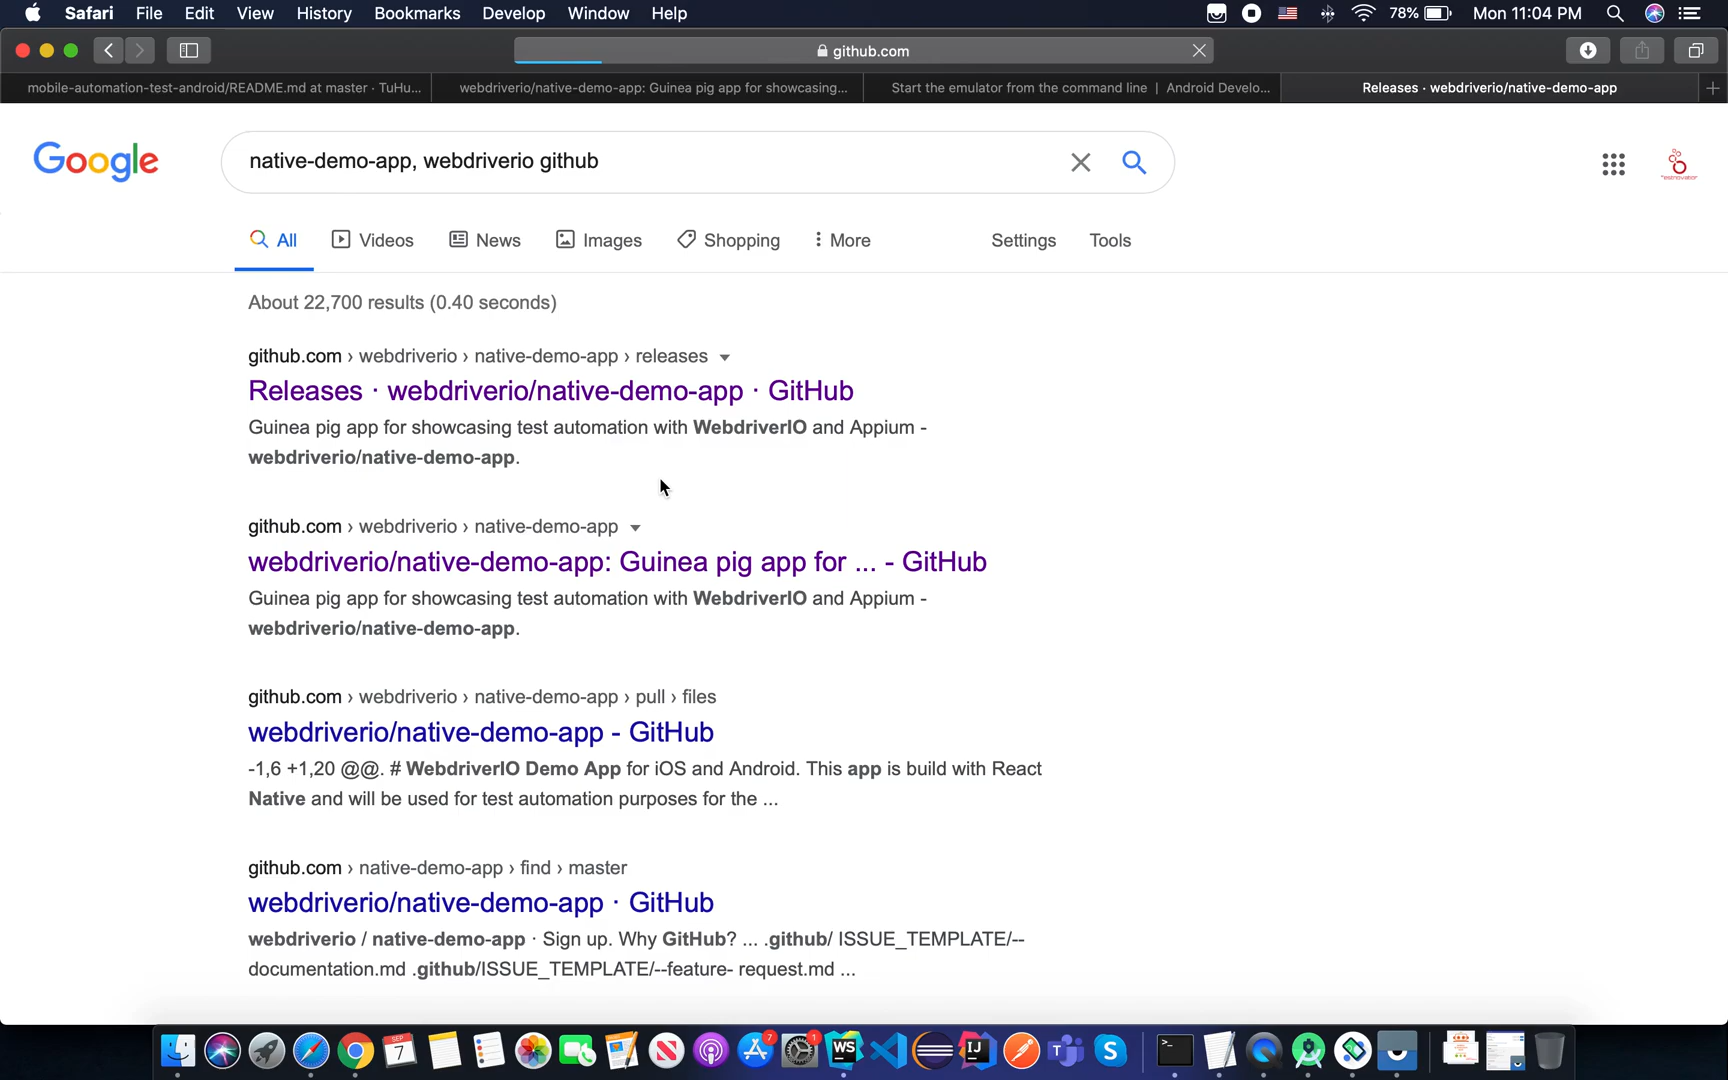 Safari File Edit View History Bookmarks Develop Window Help 78% Mon 11:04 PM
github.com
mobile-automation-test-android/README.md at master · TuHu...
webdriverio/native-demo-app: Guinea pig app for showcasing...
Start the emulator from the command line | Android Develo...
Releases · webdriverio/native-demo-app
Google
native-demo-app, webdriverio github
All Videos News Images Shopping More Settings Tools
About 22,700 results (0.40 seconds)
github.com › webdriverio › native-demo-app › releases
Releases · webdriverio/native-demo-app · GitHub
Guinea pig app for showcasing test automation with WebdriverIO and Appium -
webdriverio/native-demo-app.
github.com › webdriverio › native-demo-app
webdriverio/native-demo-app: Guinea pig app for ... - GitHub
Guinea pig app for showcasing test automation with WebdriverIO and Appium -
webdriverio/native-demo-app.
github.com › webdriverio › native-demo-app › pull › files
webdriverio/native-demo-app - GitHub
-1,6 +1,20 @@. # WebdriverIO Demo App for iOS and Android. This app is build with React
Native and will be used for test automation purposes for the ...
github.com › native-demo-app › find › master
webdriverio/native-demo-app · GitHub
webdriverio / native-demo-app · Sign up. Why GitHub? ... .github/ ISSUE_TEMPLATE/--
documentation.md .github/ISSUE_TEMPLATE/--feature- request.md ...
SEP
7
7
1
WS
IJ